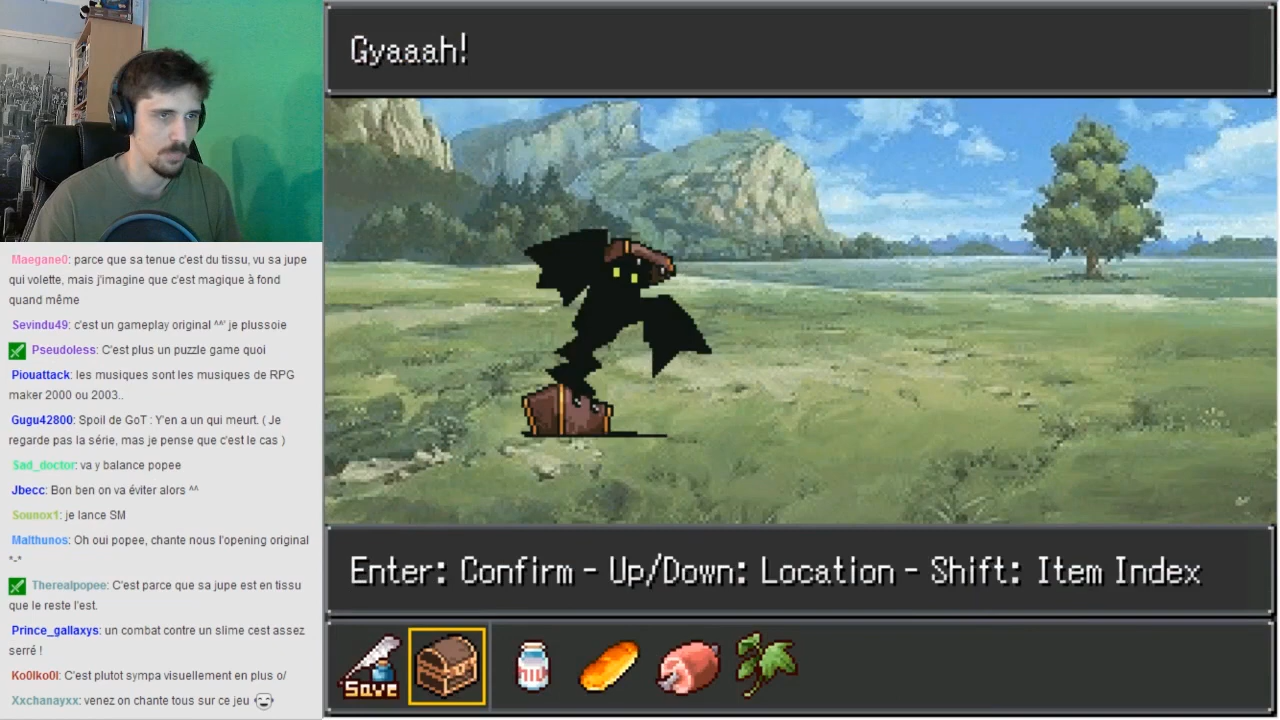 Gyaaah!
Maegane0: parce que sa tenue c'est du tissu, vu sa jupe
qui volette, mais j'imagine que c'est magique à fond
quand même
Sevindu49: c'est un gameplay original ^^' je plussoie
Pseudoless: C'est plus un puzzle game quoi
Piouattack: les musiques sont les musiques de RPG
maker 2000 ou 2003..
Gugu42800: Spoil de GoT : Y'en a un qui meurt. ( Je
regarde pas la série, mais je pense que c'est le cas )
Sad_doctor: va y balance popee
Jbecc: Bon ben on va éviter alors ^^
Sounox1: je lance SM
Malthunos: Oh oui popee, chante nous l'opening original
*-*
Therealpopee: C'est parce que sa jupe est en tissu
que le reste l'est.
Prince_gallaxys: un combat contre un slime cest assez
serré !
Ko0lko0l: C'est plutot sympa visuellement en plus o/
Xxchanayxx: venez on chante tous sur ce jeu
Enter: Confirm - Up/Down: Location - Shift: Item Index
Save